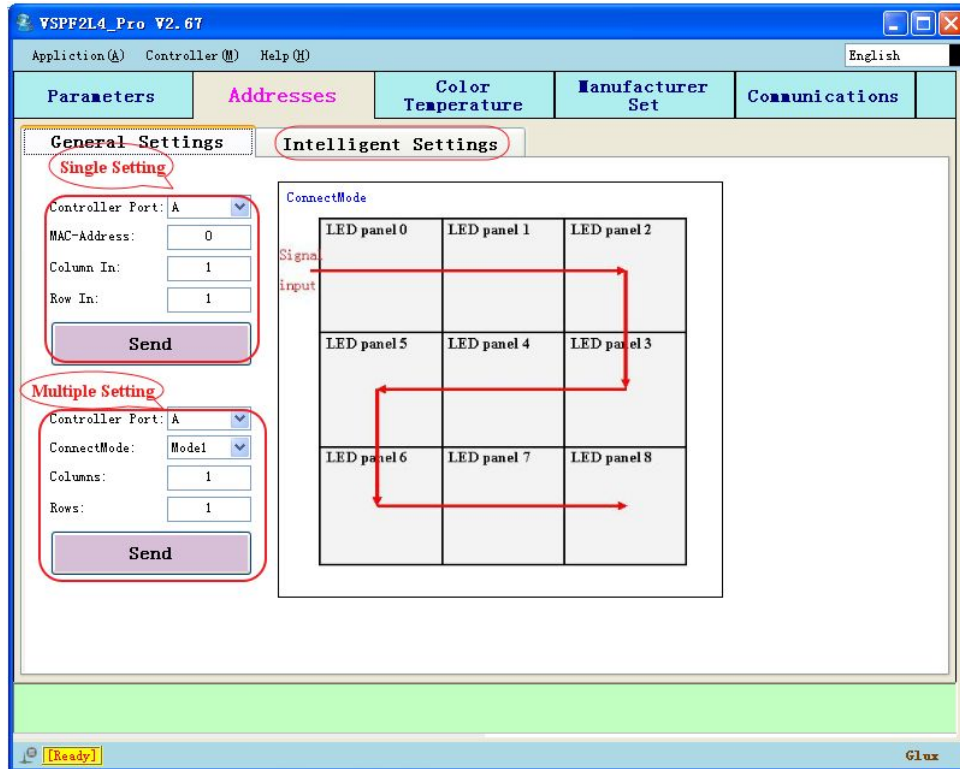 VSPF2L4_Pro V2.67
Appliction(A) Controller(M) Help(H)
English
Parameters
Addresses
Color
Temperature
Manufacturer
Set
Communications
General Settings
Intelligent Settings
Single Setting
Controller Port: A
MAC-Address: 0
Column In: 1
Row In: 1
Send
Multiple Setting
Controller Port: A
ConnectMode: Mode1
Columns: 1
Rows: 1
Send
ConnectMode
LED panel 0 LED panel 1 LED panel 2
Signal
input
LED panel 5 LED panel 4 LED panel 3
LED panel 6 LED panel 7 LED panel 8
[Ready]
Glux